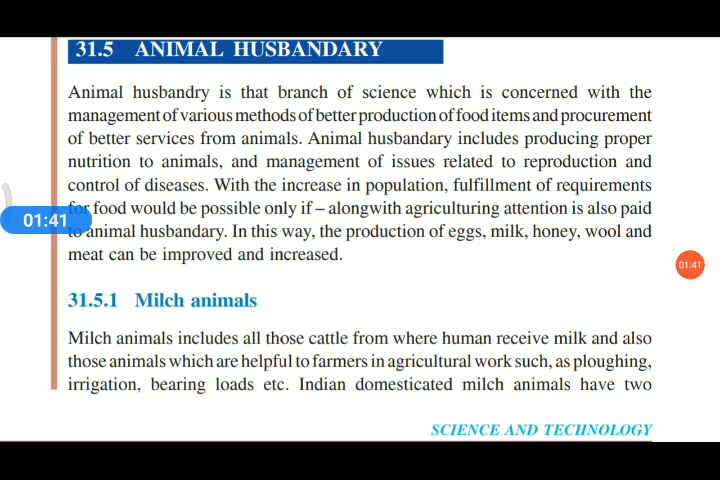 31.5 ANIMAL HUSBANDARY
Animal husbandry is that branch of science which is concerned with the
management of various methods of better production of food items and procurement
of better services from animals. Animal husbandary includes producing proper
nutrition to animals, and management of issues related to reproduction and
control of diseases. With the increase in population, fulfillment of requirements
for food would be possible only if – alongwith agriculturing attention is also paid
01:41
to animal husbandary. In this way, the production of eggs, milk, honey, wool and
meat can be improved and increased.
01:41
31.5.1 Milch animals
Milch animals includes all those cattle from where human receive milk and also
those animals which are helpful to farmers in agricultural work such, as ploughing,
irrigation, bearing loads etc. Indian domesticated milch animals have two
SCIENCE AND TECHNOLOGY